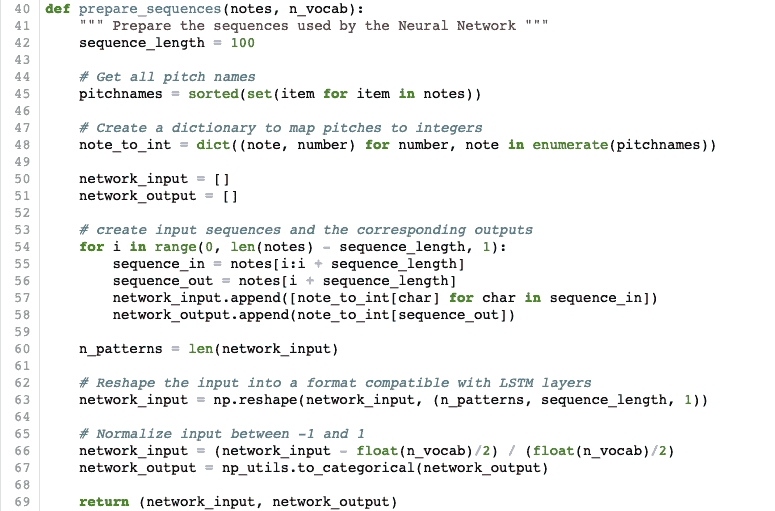 40 def prepare_sequences(notes, n_vocab):
41     """ Prepare the sequences used by the Neural Network """
42     sequence_length = 100
43
44     # Get all pitch names
45     pitchnames = sorted(set(item for item in notes))
46
47     # Create a dictionary to map pitches to integers
48     note_to_int = dict((note, number) for number, note in enumerate(pitchnames))
49
50     network_input = []
51     network_output = []
52
53     # create input sequences and the corresponding outputs
54     for i in range(0, len(notes) - sequence_length, 1):
55         sequence_in = notes[i:i + sequence_length]
56         sequence_out = notes[i + sequence_length]
57         network_input.append([note_to_int[char] for char in sequence_in])
58         network_output.append(note_to_int[sequence_out])
59
60     n_patterns = len(network_input)
61
62     # Reshape the input into a format compatible with LSTM layers
63     network_input = np.reshape(network_input, (n_patterns, sequence_length, 1))
64
65     # Normalize input between -1 and 1
66     network_input = (network_input - float(n_vocab)/2) / (float(n_vocab)/2)
67     network_output = np_utils.to_categorical(network_output)
68
69     return (network_input, network_output)